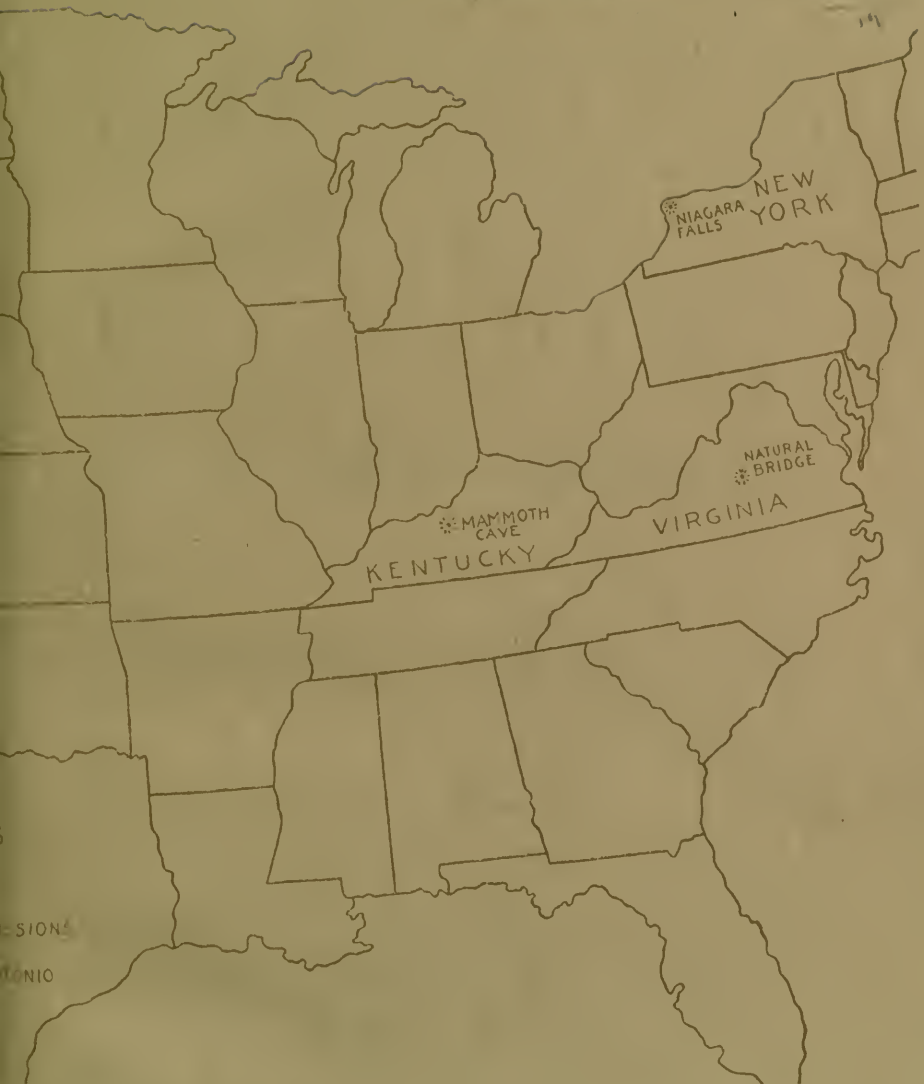 NEW
YORK
NIAGARA
FALLS
NATURAL
BRIDGE
VIRGINIA
MAMMOTH
CAVE
KENTUCKY